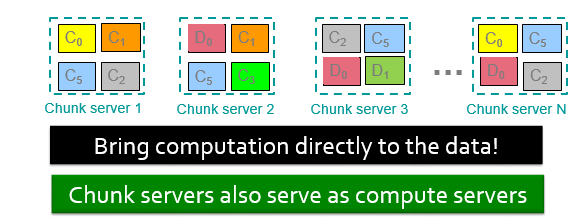 C0 C1 D0 C1 C2 C5 C0 C5
C5 C2 C5 C3 D0 D1 ... D0 C2
Chunk server 1 Chunk server 2 Chunk server 3 Chunk server N
Bring computation directly to the data!
Chunk servers also serve as compute servers